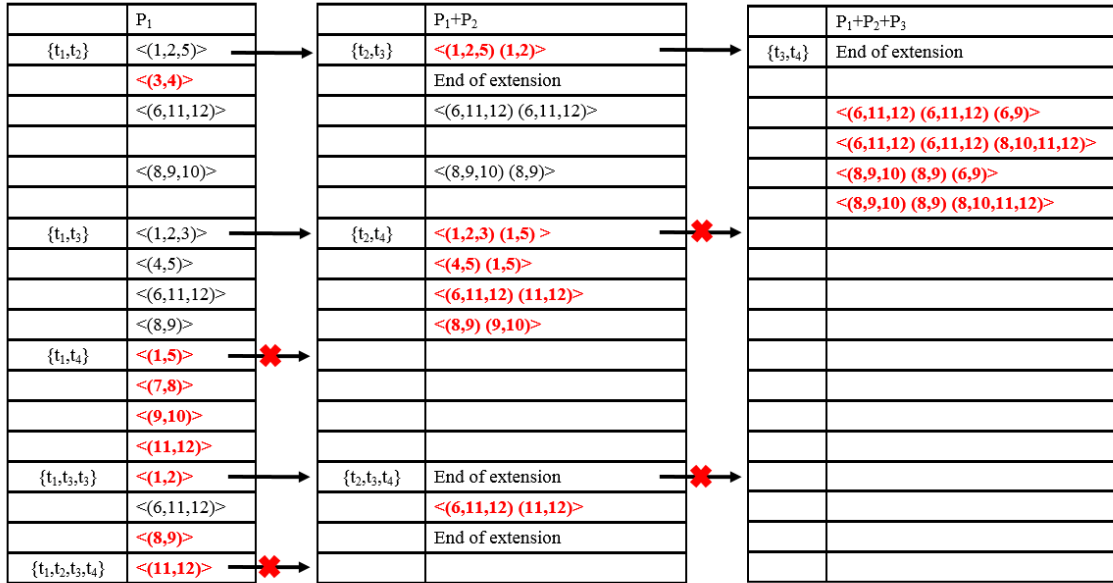 P₁ P₁+P₂ P₁+P₂+P₃
{t₁,t₂} <(1,2,5)> {t₂,t₃} <(1,2,5) (1,2)> {t₃,t₄} End of extension
<(3,4)> End of extension
<(6,11,12)> <(6,11,12) (6,11,12)> <(6,11,12) (6,11,12) (6,9)>
<(6,11,12) (6,11,12) (8,10,11,12)>
<(8,9,10)> <(8,9,10) (8,9)> <(8,9,10) (8,9) (6,9)>
<(8,9,10) (8,9) (8,10,11,12)>
{t₁,t₃} <(1,2,3)> {t₂,t₄} <(1,2,3) (1,5) >
<(4,5)> <(4,5) (1,5)>
<(6,11,12)> <(6,11,12) (11,12)>
<(8,9)> <(8,9) (9,10)>
{t₁,t₄} <(1,5)>
<(7,8)>
<(9,10)>
<(11,12)>
{t₁,t₃,t₃} <(1,2)> {t₂,t₃,t₄} End of extension
<(6,11,12)> <(6,11,12) (11,12)>
<(8,9)> End of extension
{t₁,t₂,t₃,t₄} <(11,12)>